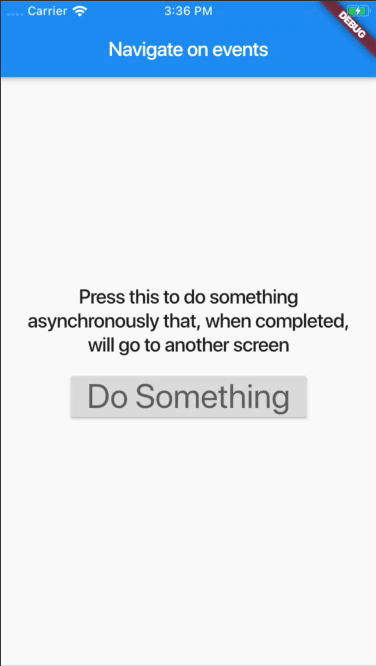 Carrier 3:36 PM
DEBUG
Navigate on events
Press this to do something
asynchronously that, when completed,
will go to another screen
Do Something